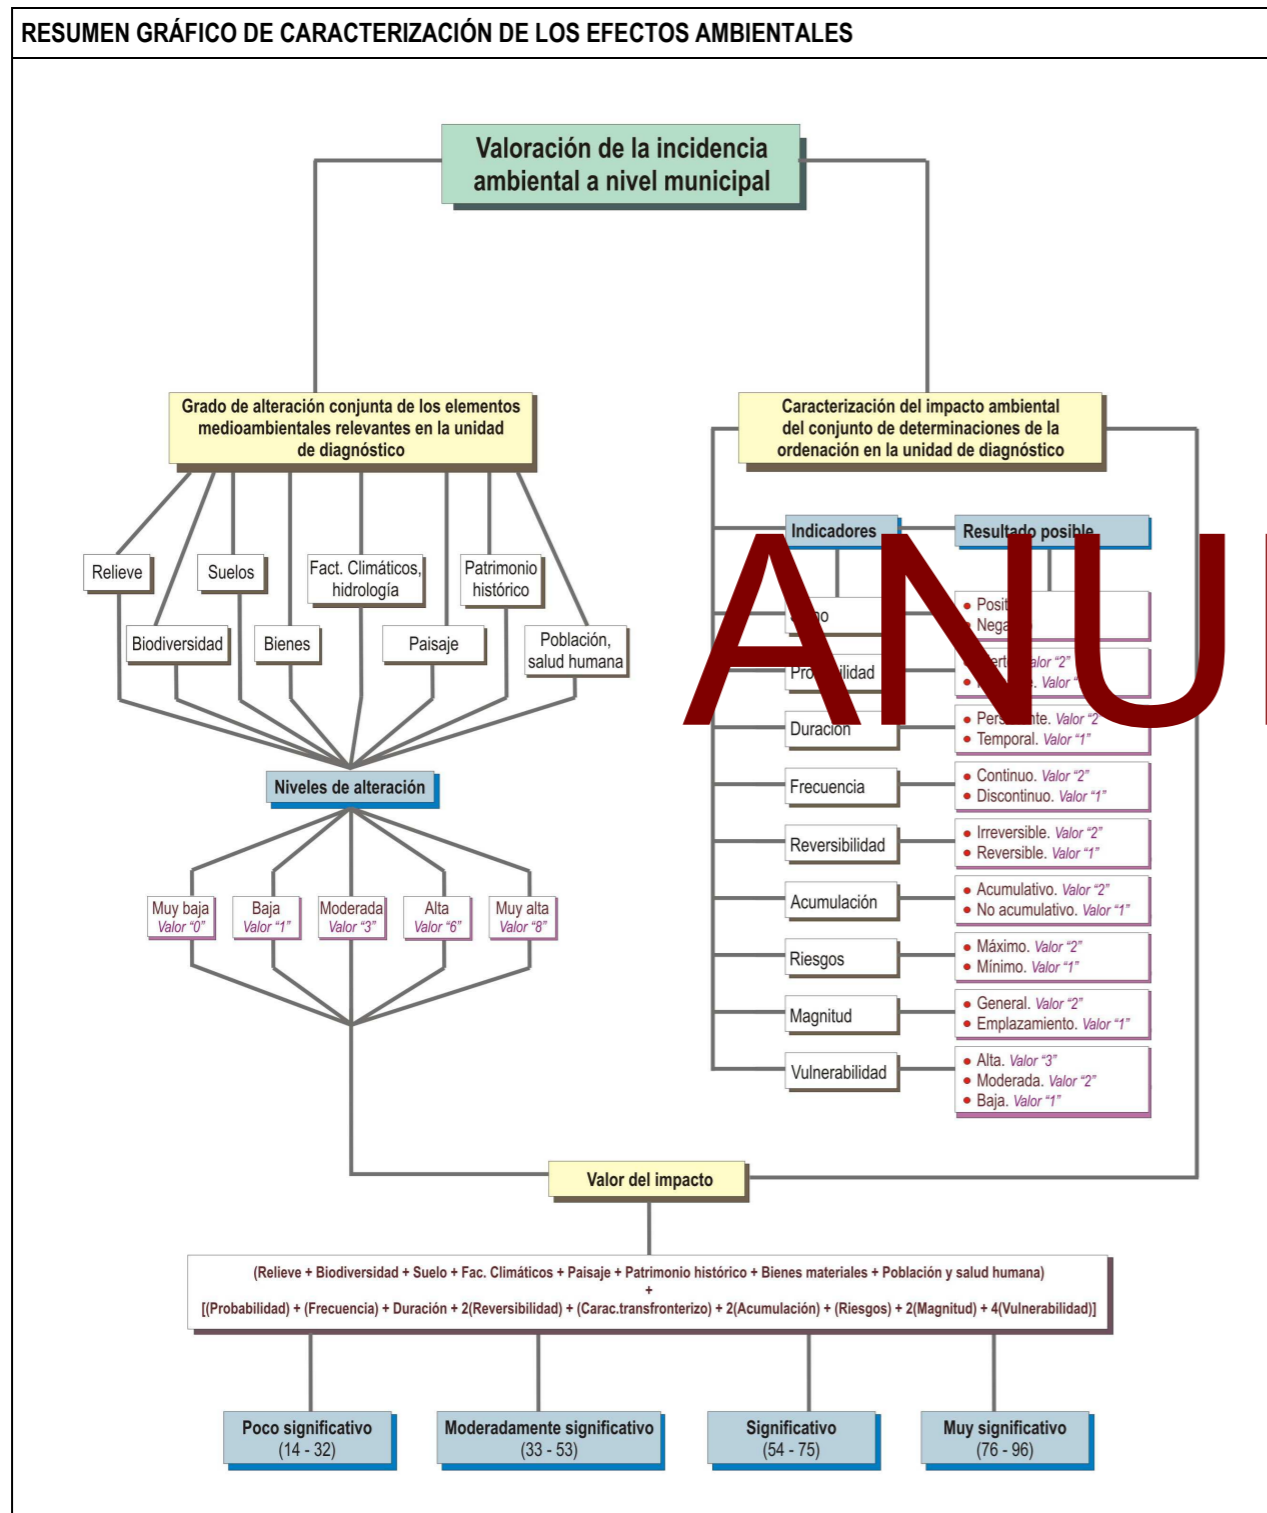 RESUMEN GRÁFICO DE CARACTERIZACIÓN DE LOS EFECTOS AMBIENTALES
Valoración de la incidencia
ambiental a nivel municipal
Grado de alteración conjunta de los elementos
medioambientales relevantes en la unidad
de diagnóstico
Relieve
Suelos
Fact. Climáticos,
hidrología
Patrimonio
histórico
Biodiversidad
Bienes
Paisaje
Población,
salud humana
Niveles de alteración
Muy baja
Valor “0”
Baja
Valor “1”
Moderada
Valor “3”
Alta
Valor “6”
Muy alta
Valor “8”
Caracterización del impacto ambiental
del conjunto de determinaciones de la
ordenación en la unidad de diagnóstico
Indicadores
Resultado posible
ANU
Duración
• Temporal. Valor “1”
Frecuencia
• Continuo. Valor “2”
• Discontinuo. Valor “1”
Reversibilidad
• Irreversible. Valor “2”
• Reversible. Valor “1”
Acumulación
• Acumulativo. Valor “2”
• No acumulativo. Valor “1”
Riesgos
• Máximo. Valor “2”
• Mínimo. Valor “1”
Magnitud
• General. Valor “2”
• Emplazamiento. Valor “1”
Vulnerabilidad
• Alta. Valor “3”
• Moderada. Valor “2”
• Baja. Valor “1”
Valor del impacto
(Relieve + Biodiversidad + Suelo + Fac. Climáticos + Paisaje + Patrimonio histórico + Bienes materiales + Población y salud humana)
+
[(Probabilidad) + (Frecuencia) + Duración + 2(Reversibilidad) + (Carac.transfronterizo) + 2(Acumulación) + (Riesgos) + 2(Magnitud) + 4(Vulnerabilidad)]
Poco significativo
(14 - 32)
Moderadamente significativo
(33 - 53)
Significativo
(54 - 75)
Muy significativo
(76 - 96)